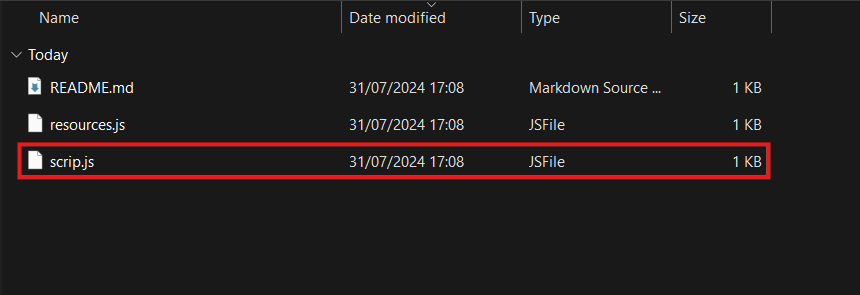 Name Date modified Type Size
Today
README.md 31/07/2024 17:08 Markdown Source ... 1 KB
resources.js 31/07/2024 17:08 JSFile 1 KB
scrip.js 31/07/2024 17:08 JSFile 1 KB